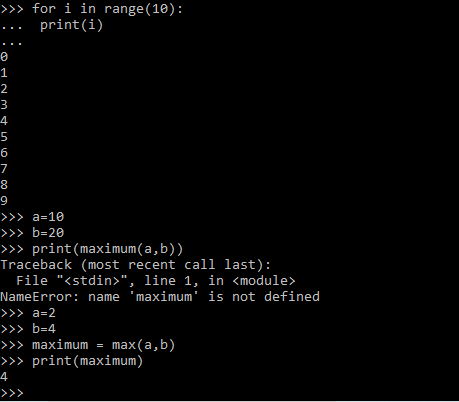 >>> for i in range(10):
...  print(i)
...
0
1
2
3
4
5
6
7
8
9
>>> a=10
>>> b=20
>>> print(maximum(a,b))
Traceback (most recent call last):
  File "<stdin>", line 1, in <module>
NameError: name 'maximum' is not defined
>>> a=2
>>> b=4
>>> maximum = max(a,b)
>>> print(maximum)
4
>>>